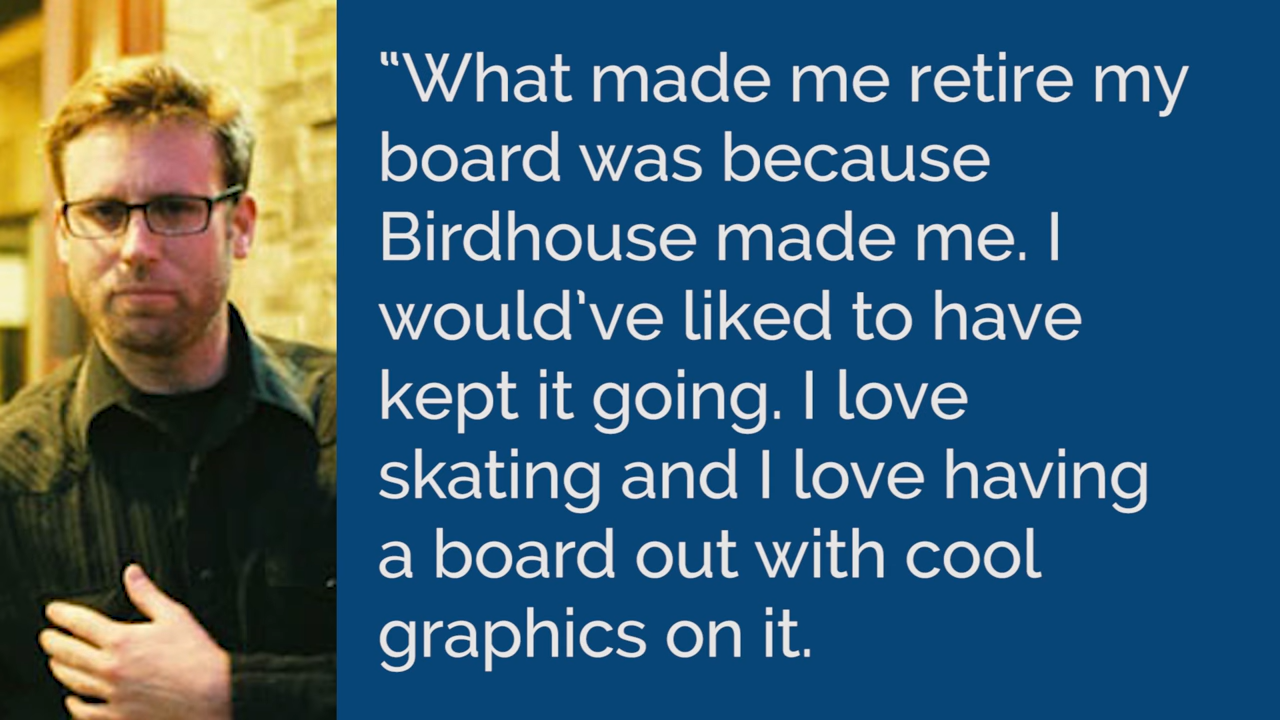 “What made me retire my
board was because
Birdhouse made me. I
would’ve liked to have
kept it going. I love
skating and I love having
a board out with cool
graphics on it.